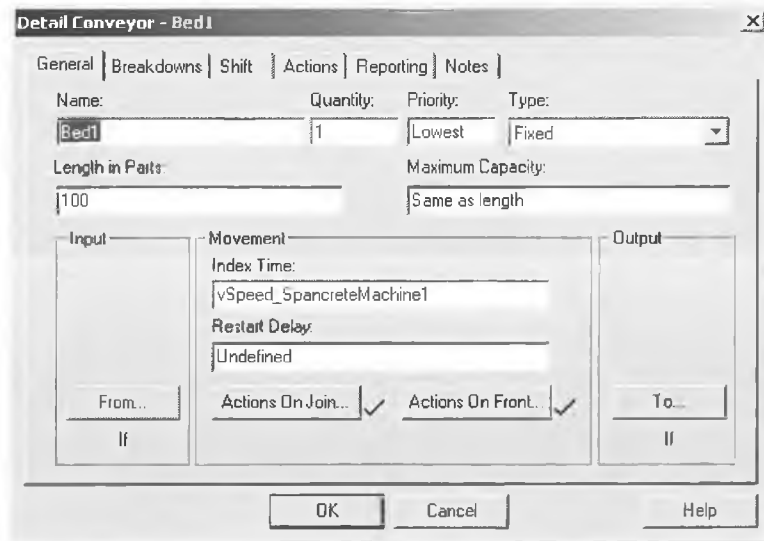 Detail Conveyor - Bed1
General Breakdowns Shift Actions Reporting Notes
Name: Quantity: Priority: Type:
Bed1 1 Lowest Fixed
Length in Parts: Maximum Capacity:
100 Same as length
Input Movement Output
Index Time:
vSpeed_SpancreteMachine1
Restart Delay:
Undefined
From... Actions On Join... Actions On Front... To...
If If
OK Cancel Help